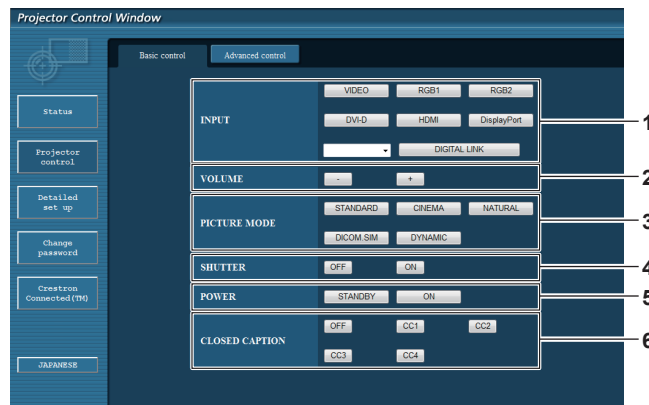 Projector Control Window
Basic control
Advanced control
Status
Projector
control
Detailed
set up
Change
password
Crestron
Connected(TM)
JAPANESE
INPUT
VIDEO RGB1 RGB2
DVI-D HDMI DisplayPort
DIGITAL LINK
1
VOLUME - +
2
PICTURE MODE
STANDARD CINEMA NATURAL
DICOM.SIM DYNAMIC
3
SHUTTER OFF ON
4
POWER STANDBY ON
5
CLOSED CAPTION
OFF CC1 CC2
CC3 CC4
6